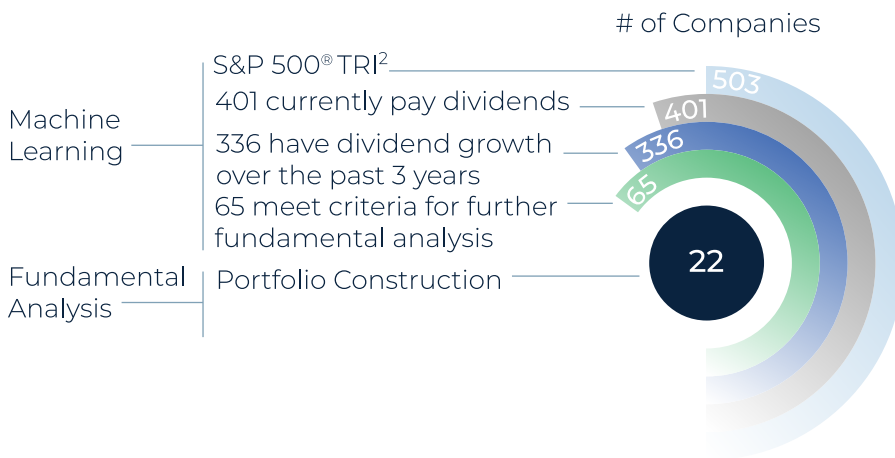 # of Companies
S&P 500® TRI²
503
401 currently pay dividends
401
Machine
Learning
336 have dividend growth
over the past 3 years
336
65 meet criteria for further
fundamental analysis
65
Fundamental
Analysis
Portfolio Construction
22